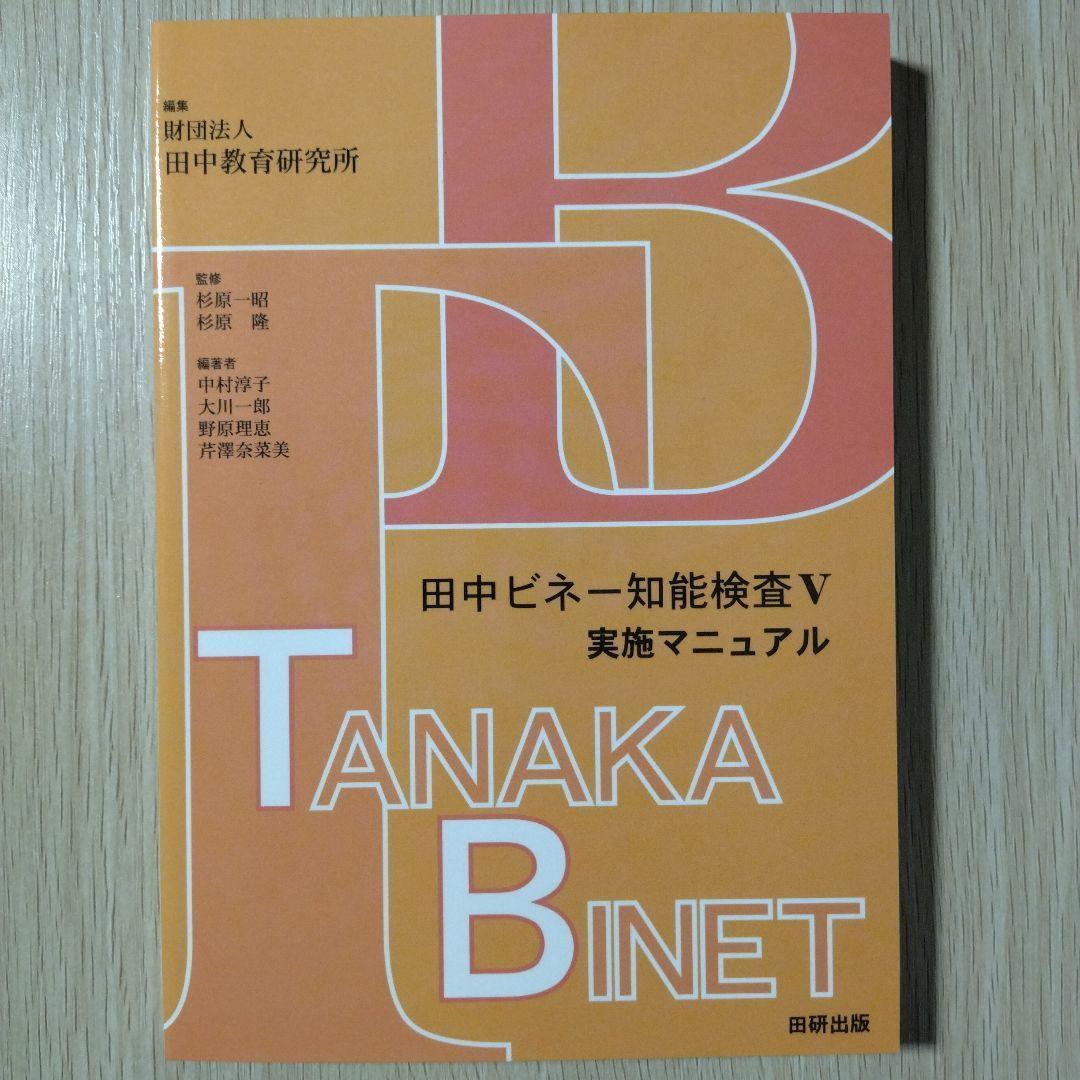 編集
財団法人
田中教育研究所
監修
杉原一昭
杉原　隆
編著者
中村淳子
大川一郎
野原理恵
芹澤奈菜美
TB
田中ビネー知能検査V
実施マニュアル
TANAKA
BINET
田研出版